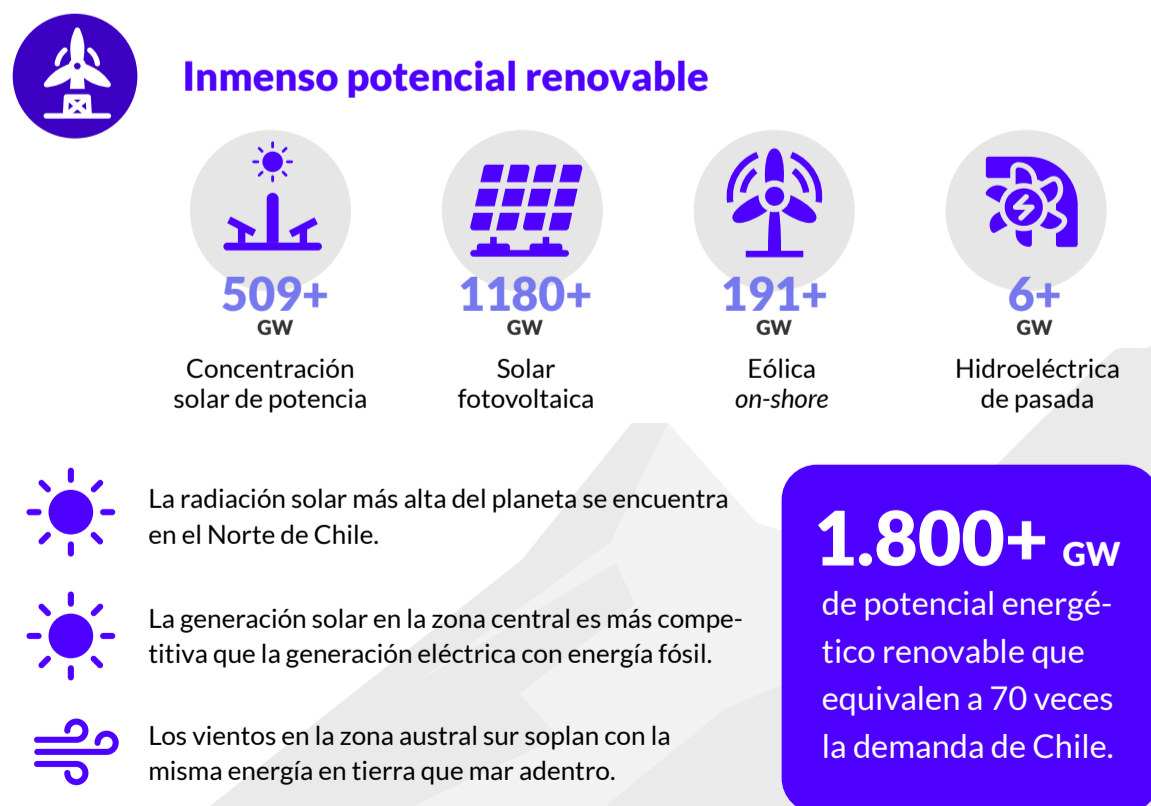 Inmenso potencial renovable
509+
GW
Concentración
solar de potencia
1180+
GW
Solar
fotovoltaica
191+
GW
Eólica
on-shore
6+
GW
Hidroeléctrica
de pasada
La radiación solar más alta del planeta se encuentra
en el Norte de Chile.
La generación solar en la zona central es más compe-
titiva que la generación eléctrica con energía fósil.
Los vientos en la zona austral sur soplan con la
misma energía en tierra que mar adentro.
1.800+ GW
de potencial energé-
tico renovable que
equivalen a 70 veces
la demanda de Chile.